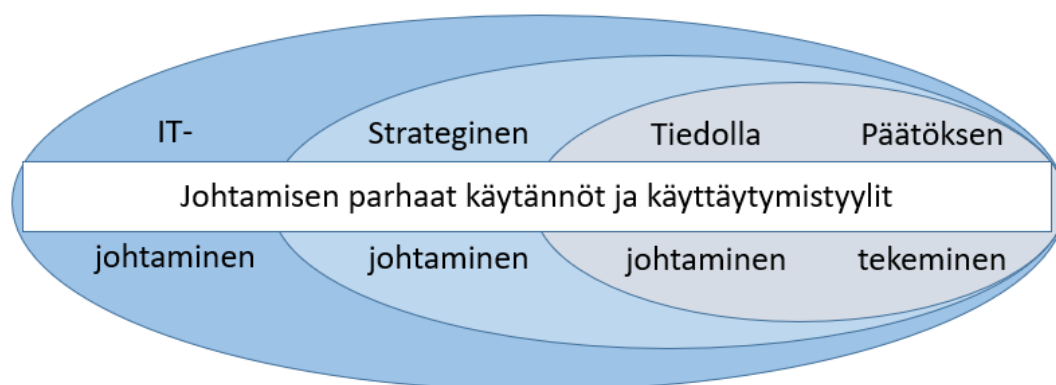 IT- Strateginen Tiedolla Päätöksen
Johtamisen parhaat käytännöt ja käyttäytymistyylit
johtaminen johtaminen johtaminen tekeminen